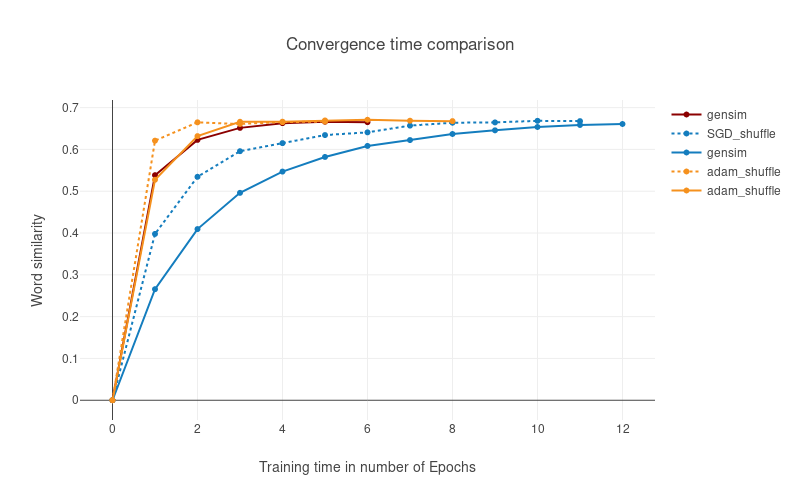 Convergence time comparison
0.7
0.6
0.5
0.4
0.3
0.2
0.1
0
Word similarity
0 2 4 6 8 10 12
Training time in number of Epochs
gensim
SGD_shuffle
gensim
adam_shuffle
adam_shuffle